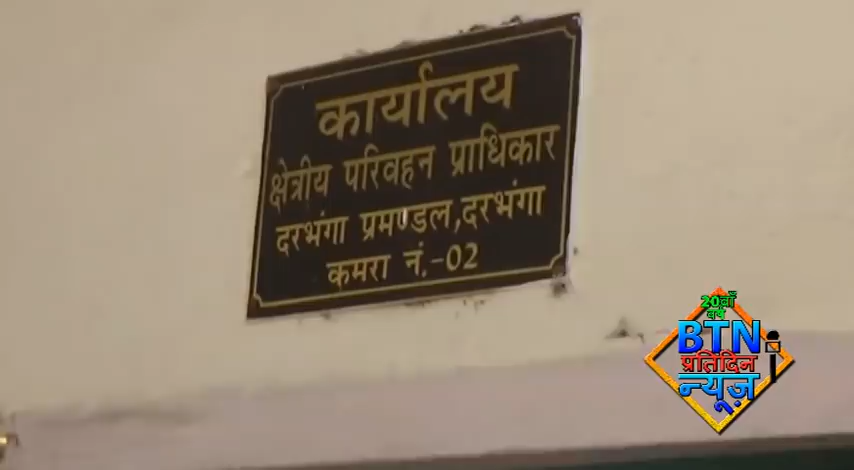 कार्यालय
क्षेत्रीय परिवहन प्राधिकार
दरभंगा प्रमण्डल,दरभंगा
कमरा नं.-02
20वाँ
वर्ष
BTN
प्रतिदिन
न्यूज़